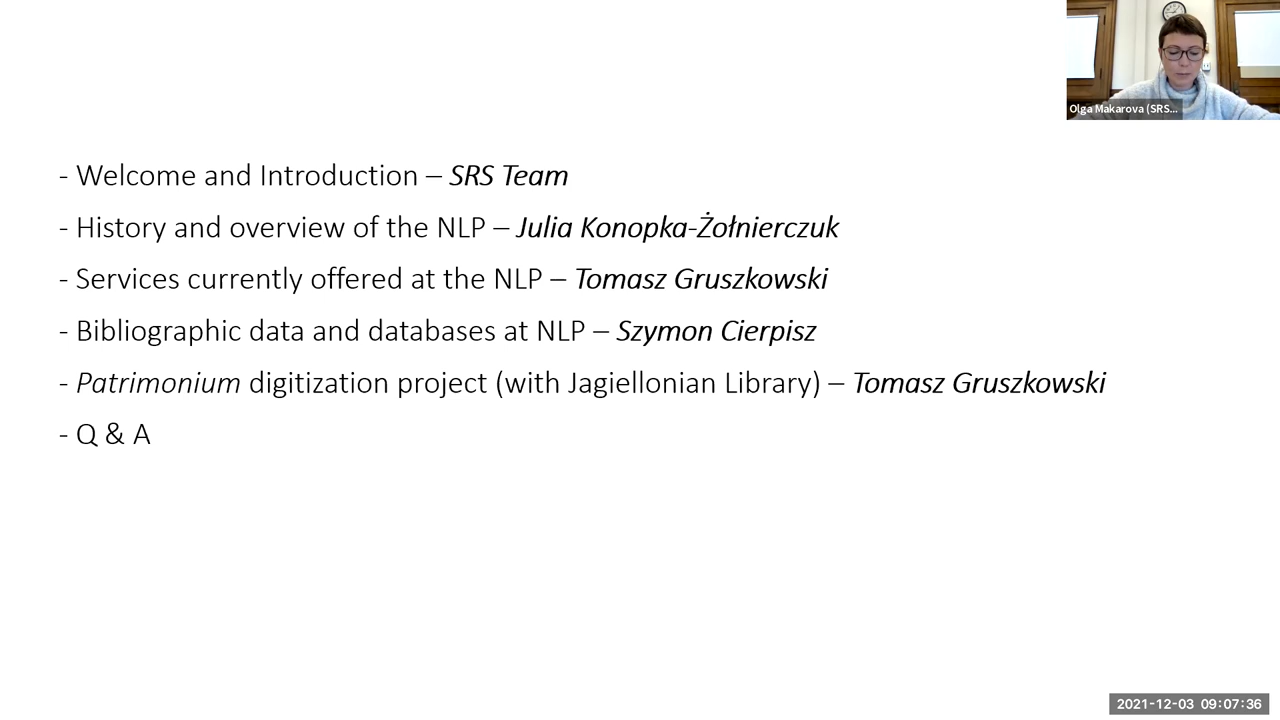 Olga Makarova (SRS...
- Welcome and Introduction – SRS Team
- History and overview of the NLP – Julia Konopka-Żołnierczuk
- Services currently offered at the NLP – Tomasz Gruszkowski
- Bibliographic data and databases at NLP – Szymon Cierpisz
- Patrimonium digitization project (with Jagiellonian Library) – Tomasz Gruszkowski
- Q & A
2021-12-03 09:07:36